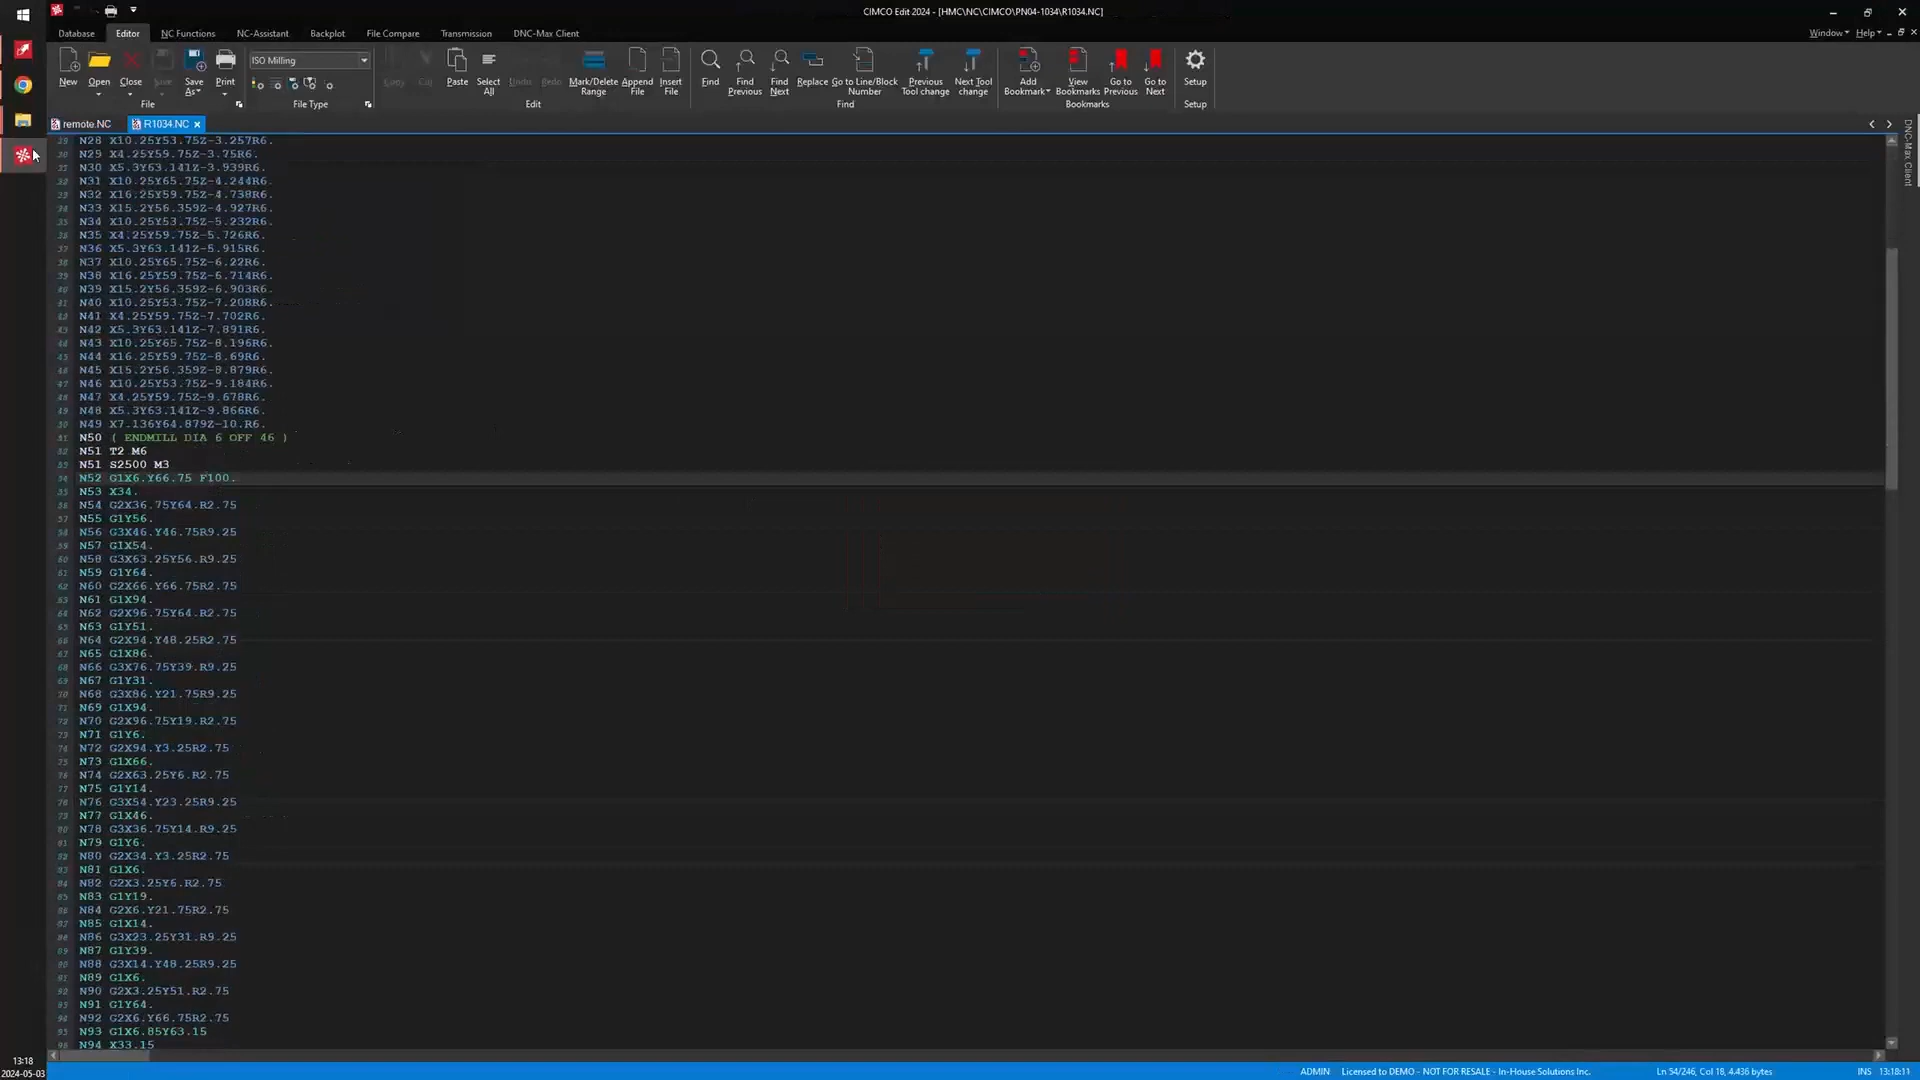 CIMCO Edit 2024 - [HMC\NC\CIMCO\PN04-1034\R1034.NC]
Database Editor NC Functions NC-Assistant Backplot File Compare Transmission DNC-Max Client Window Help
ISO Milling
New Open Close Save Save As Print
Copy Cut Paste Select All Undo Redo Mark/Delete Range Append File Insert File
Find Find Previous Find Next Replace Go to Line/Block Number Previous Tool change Next Tool change
Add Bookmark View Bookmarks Go to Previous Go to Next Setup
File File Type Edit Find Bookmarks Setup
remote.NC R1034.NC
DNC-Max Client
N28 X10.25Y53.75Z-3.257R6.
N29 X4.25Y59.75Z-3.75R6.
N30 X5.3Y63.141Z-3.939R6.
N31 X10.25Y65.75Z-4.244R6.
N32 X16.25Y59.75Z-4.738R6.
N33 X15.2Y56.359Z-4.927R6.
N34 X10.25Y53.75Z-5.232R6.
N35 X4.25Y59.75Z-5.726R6.
N36 X5.3Y63.141Z-5.915R6.
N37 X10.25Y65.75Z-6.22R6.
N38 X16.25Y59.75Z-6.714R6.
N39 X15.2Y56.359Z-6.903R6.
N40 X10.25Y53.75Z-7.208R6.
N41 X4.25Y59.75Z-7.702R6.
N42 X5.3Y63.141Z-7.891R6.
N43 X10.25Y65.75Z-8.196R6.
N44 X16.25Y59.75Z-8.69R6.
N45 X15.2Y56.359Z-8.879R6.
N46 X10.25Y53.75Z-9.184R6.
N47 X4.25Y59.75Z-9.678R6.
N48 X5.3Y63.141Z-9.866R6.
N49 X7.136Y64.879Z-10.R6.
N50 ( ENDMILL DIA 6 OFF 46 )
N51 T2 M6
N51 S2500 M3
N52 G1X6.Y66.75 F100.
N53 X34.
N54 G2X36.75Y64.R2.75
N55 G1Y56.
N56 G3X46.Y46.75R9.25
N57 G1X54.
N58 G3X63.25Y56.R9.25
N59 G1Y64.
N60 G2X66.Y66.75R2.75
N61 G1X94.
N62 G2X96.75Y64.R2.75
N63 G1Y51.
N64 G2X94.Y48.25R2.75
N65 G1X86.
N66 G3X76.75Y39.R9.25
N67 G1Y31.
N68 G3X86.Y21.75R9.25
N69 G1X94.
N70 G2X96.75Y19.R2.75
N71 G1Y6.
N72 G2X94.Y3.25R2.75
N73 G1X66.
N74 G2X63.25Y6.R2.75
N75 G1Y14.
N76 G3X54.Y23.25R9.25
N77 G1X46.
N78 G3X36.75Y14.R9.25
N79 G1Y6.
N80 G2X34.Y3.25R2.75
N81 G1X6.
N82 G2X3.25Y6.R2.75
N83 G1Y19.
N84 G2X6.Y21.75R2.75
N85 G1X14.
N86 G3X23.25Y31.R9.25
N87 G1Y39.
N88 G3X14.Y48.25R9.25
N89 G1X6.
N90 G2X3.25Y51.R2.75
N91 G1Y64.
N92 G2X6.Y66.75R2.75
N93 G1X6.85Y63.15
N94 X33.15
13:18
2024-05-03
ADMIN Licensed to DEMO - NOT FOR RESALE - In-House Solutions Inc. Ln 54/246, Col 18, 4.436 bytes INS 13:18:11